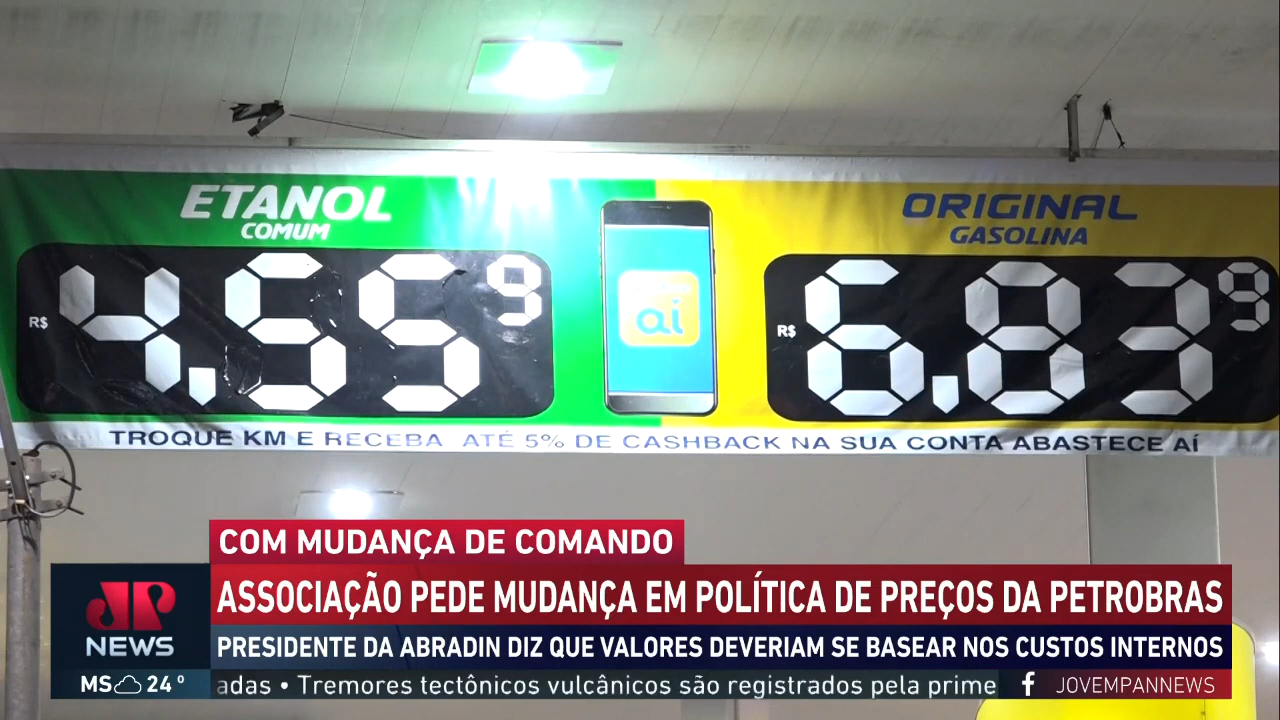 ETANOL
COMUM
R$ 4,55 9
ai
ORIGINAL
GASOLINA
R$ 6,83 9
TROQUE KM E RECEBA ATÉ 5% DE CASHBACK NA SUA CONTA ABASTECE AÍ
COM MUDANÇA DE COMANDO
ASSOCIAÇÃO PEDE MUDANÇA EM POLÍTICA DE PREÇOS DA PETROBRAS
PRESIDENTE DA ABRADIN DIZ QUE VALORES DEVERIAM SE BASEAR NOS CUSTOS INTERNOS
JP
NEWS
MS 24°
adas • Tremores tectônicos vulcânicos são registrados pela prime
f JOVEMPANNEWS